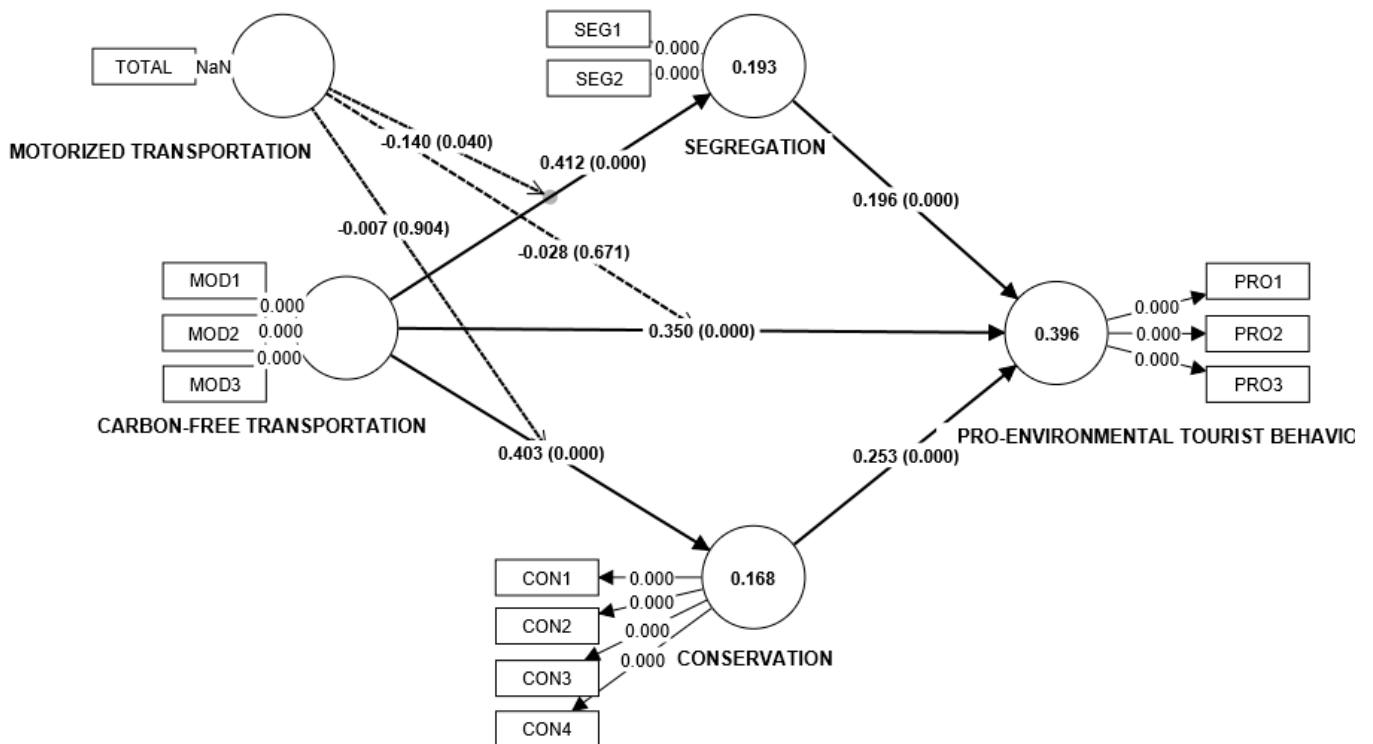 SEG1
0.000
SEG2
0.000
0.193
SEGREGATION
TOTAL
NaN
MOTORIZED TRANSPORTATION
-0.140 (0.040)
0.412 (0.000)
0.196 (0.000)
-0.007 (0.904)
-0.028 (0.671)
MOD1
0.000
MOD2
0.000
0.000
MOD3
CARBON-FREE TRANSPORTATION
0.350 (0.000)
0.396
0.000
PRO1
0.000
PRO2
0.000
PRO3
PRO-ENVIRONMENTAL TOURIST BEHAVIO
0.403 (0.000)
0.253 (0.000)
CON1
0.000
CON2
0.000
0.000
CON3
0.000
CON4
0.168
CONSERVATION